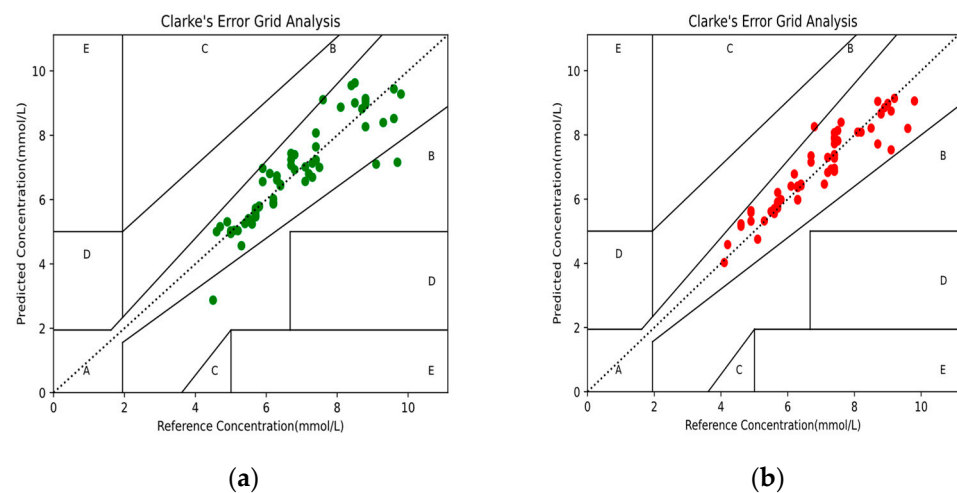 Clarke's Error Grid Analysis
E
C
B
10
8
B
6
4
D
D
2
A
C
E
0
0 2 4 6 8 10
Predicted Concentration(mmol/L)
Reference Concentration(mmol/L)
(a)
Clarke's Error Grid Analysis
E
C
B
10
8
B
6
4
D
D
2
A
C
E
0
0 2 4 6 8 10
Predicted Concentration(mmol/L)
Reference Concentration(mmol/L)
(b)